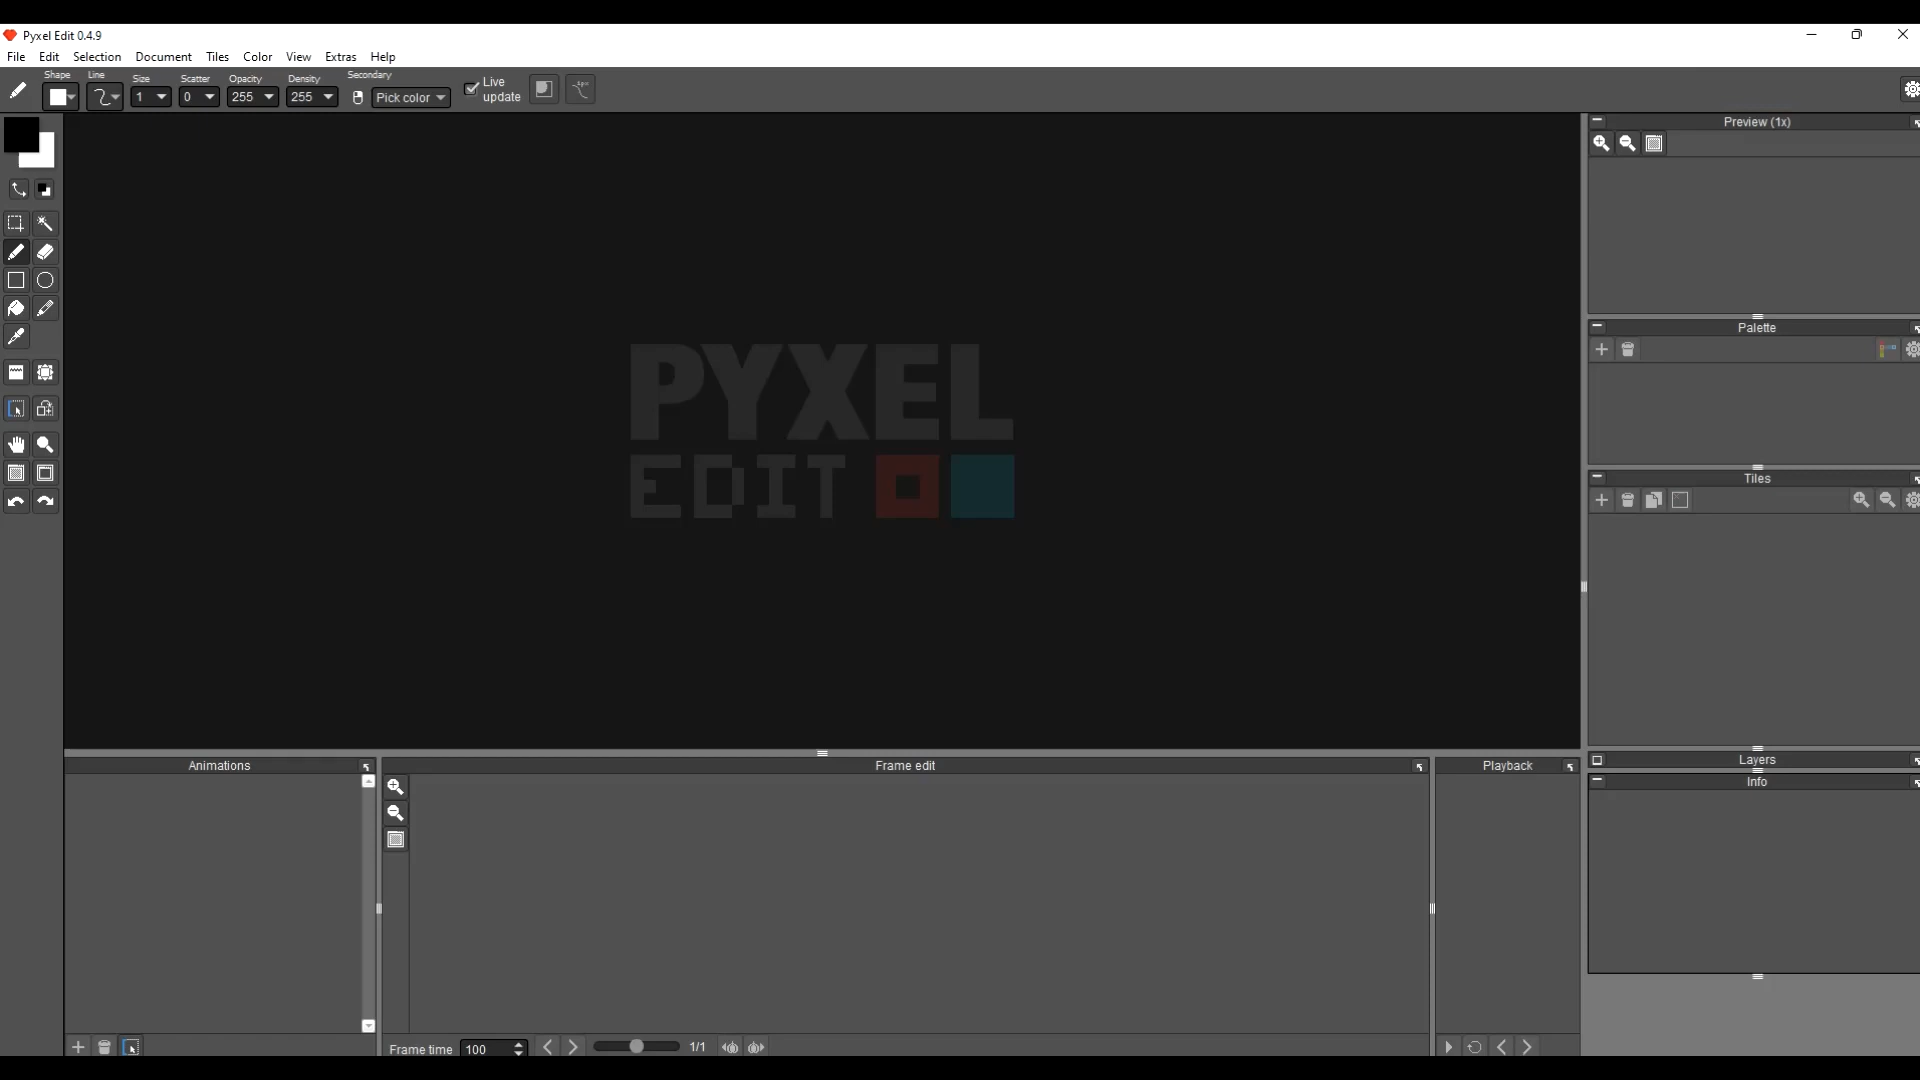 Pyxel Edit 0.4.9
File Edit Selection Document Tiles Color View Extras Help
Shape Line Size Scatter Opacity Density Secondary
1 0 255 255 Pick color Live update
Preview (1x)
Palette
PYXEL
EDIT
Tiles
Layers
Info
Animations Frame edit Playback
Frame time 100 1/1